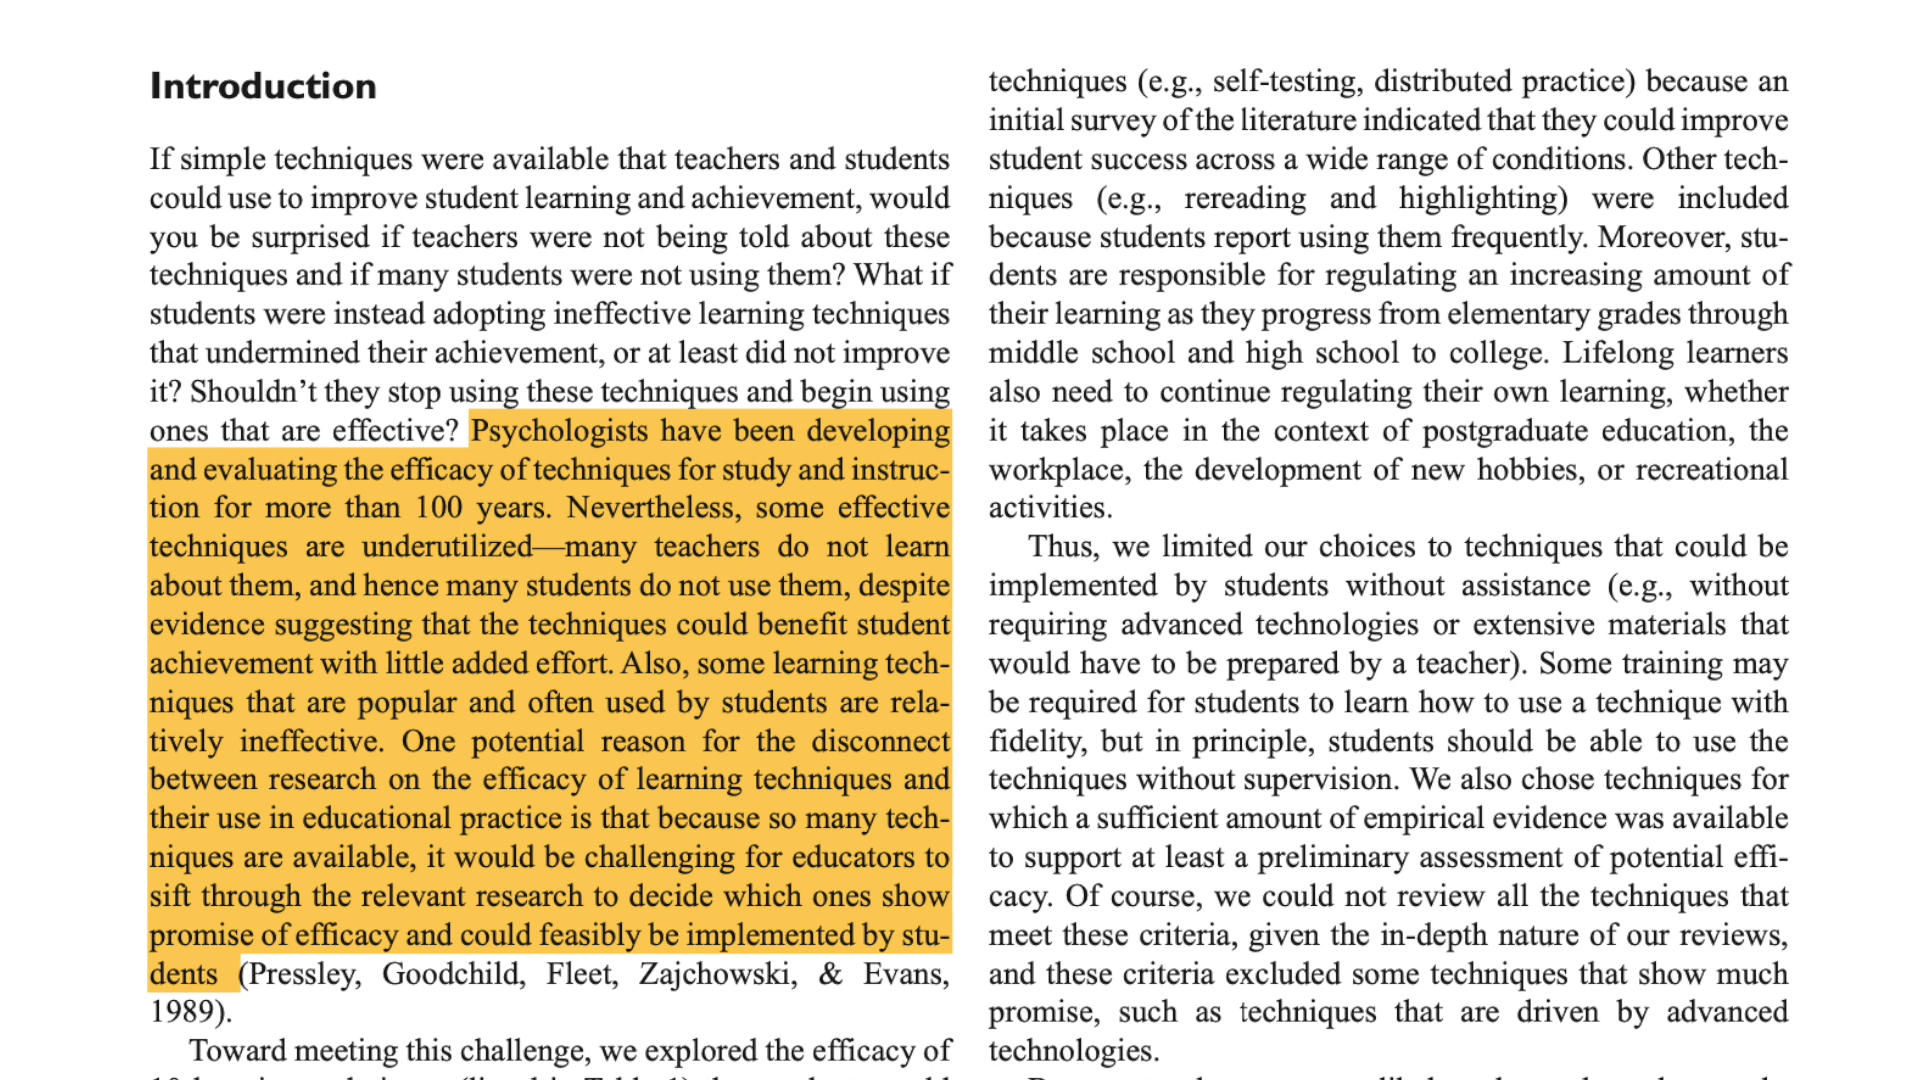 Introduction
If simple techniques were available that teachers and students
could use to improve student learning and achievement, would
you be surprised if teachers were not being told about these
techniques and if many students were not using them? What if
students were instead adopting ineffective learning techniques
that undermined their achievement, or at least did not improve
it? Shouldn’t they stop using these techniques and begin using
ones that are effective? Psychologists have been developing
and evaluating the efficacy of techniques for study and instruc-
tion for more than 100 years. Nevertheless, some effective
techniques are underutilized—many teachers do not learn
about them, and hence many students do not use them, despite
evidence suggesting that the techniques could benefit student
achievement with little added effort. Also, some learning tech-
niques that are popular and often used by students are rela-
tively ineffective. One potential reason for the disconnect
between research on the efficacy of learning techniques and
their use in educational practice is that because so many tech-
niques are available, it would be challenging for educators to
sift through the relevant research to decide which ones show
promise of efficacy and could feasibly be implemented by stu-
dents (Pressley, Goodchild, Fleet, Zajchowski, & Evans,
1989).
Toward meeting this challenge, we explored the efficacy of
techniques (e.g., self-testing, distributed practice) because an
initial survey of the literature indicated that they could improve
student success across a wide range of conditions. Other tech-
niques (e.g., rereading and highlighting) were included
because students report using them frequently. Moreover, stu-
dents are responsible for regulating an increasing amount of
their learning as they progress from elementary grades through
middle school and high school to college. Lifelong learners
also need to continue regulating their own learning, whether
it takes place in the context of postgraduate education, the
workplace, the development of new hobbies, or recreational
activities.
Thus, we limited our choices to techniques that could be
implemented by students without assistance (e.g., without
requiring advanced technologies or extensive materials that
would have to be prepared by a teacher). Some training may
be required for students to learn how to use a technique with
fidelity, but in principle, students should be able to use the
techniques without supervision. We also chose techniques for
which a sufficient amount of empirical evidence was available
to support at least a preliminary assessment of potential effi-
cacy. Of course, we could not review all the techniques that
meet these criteria, given the in-depth nature of our reviews,
and these criteria excluded some techniques that show much
promise, such as techniques that are driven by advanced
technologies.